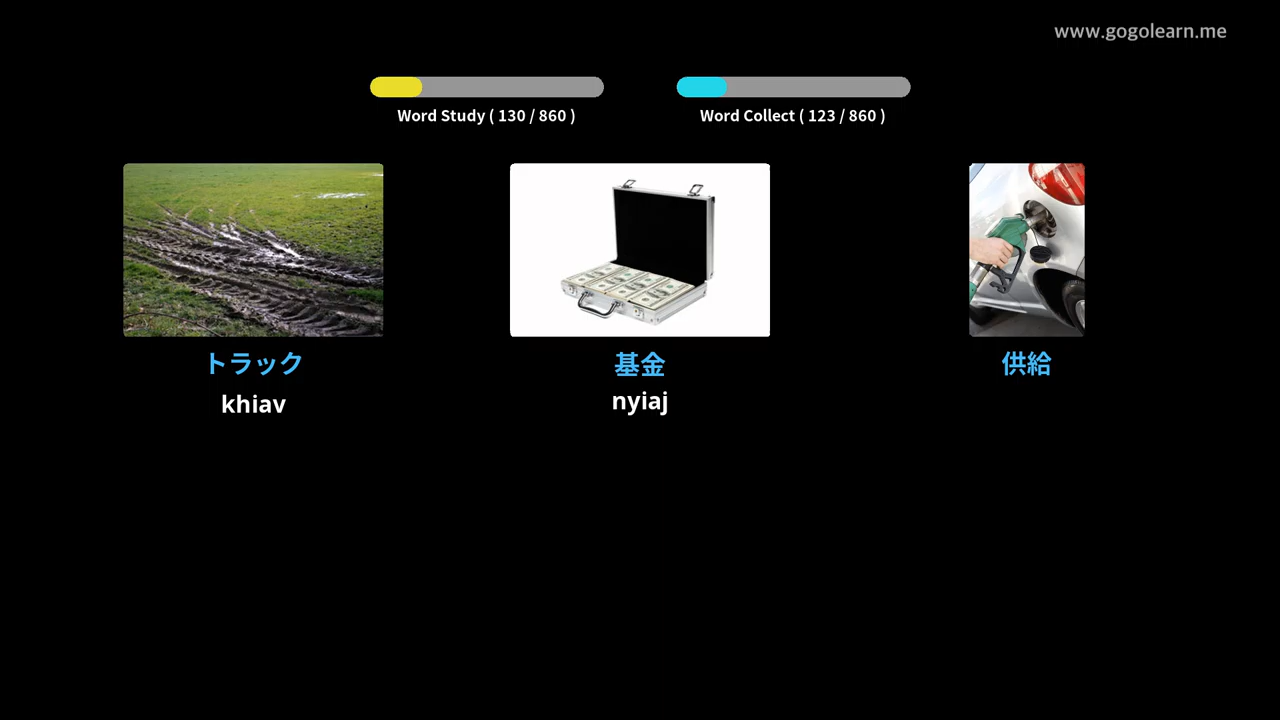 www.gogolearn.me
Word Study ( 130 / 860 )
Word Collect ( 123 / 860 )
トラック
基金
供給
khiav
nyiaj